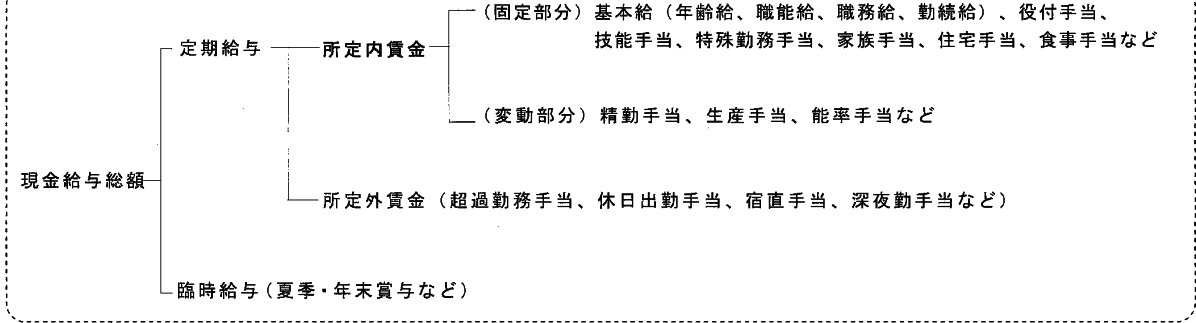 （固定部分）基本給（年齢給、職能給、職務給、勤続給）、役付手当、
技能手当、特殊勤務手当、家族手当、住宅手当、食事手当など
定期給与
所定内賃金
（変動部分）精勤手当、生産手当、能率手当など
現金給与総額
所定外賃金（超過勤務手当、休日出勤手当、宿直手当、深夜勤手当など）
臨時給与（夏季・年末賞与など）